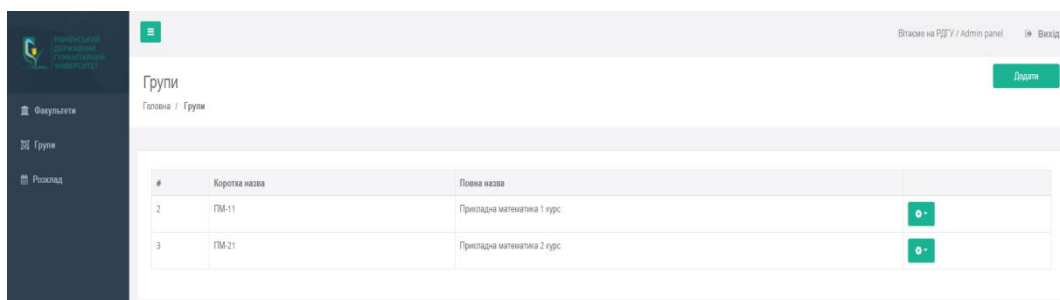 РІВНЕНСЬКИЙ
ДЕРЖАВНИЙ
ГУМАНІТАРНИЙ
УНІВЕРСИТЕТ
Вітаємо на РДГУ / Admin panel Вихід
Групи
Додати
Головна / Групи
Факультети
Групи
Розклад
# Коротка назва Повна назва
2 ПМ-11 Прикладна математика 1 курс
3 ПМ-21 Прикладна математика 2 курс